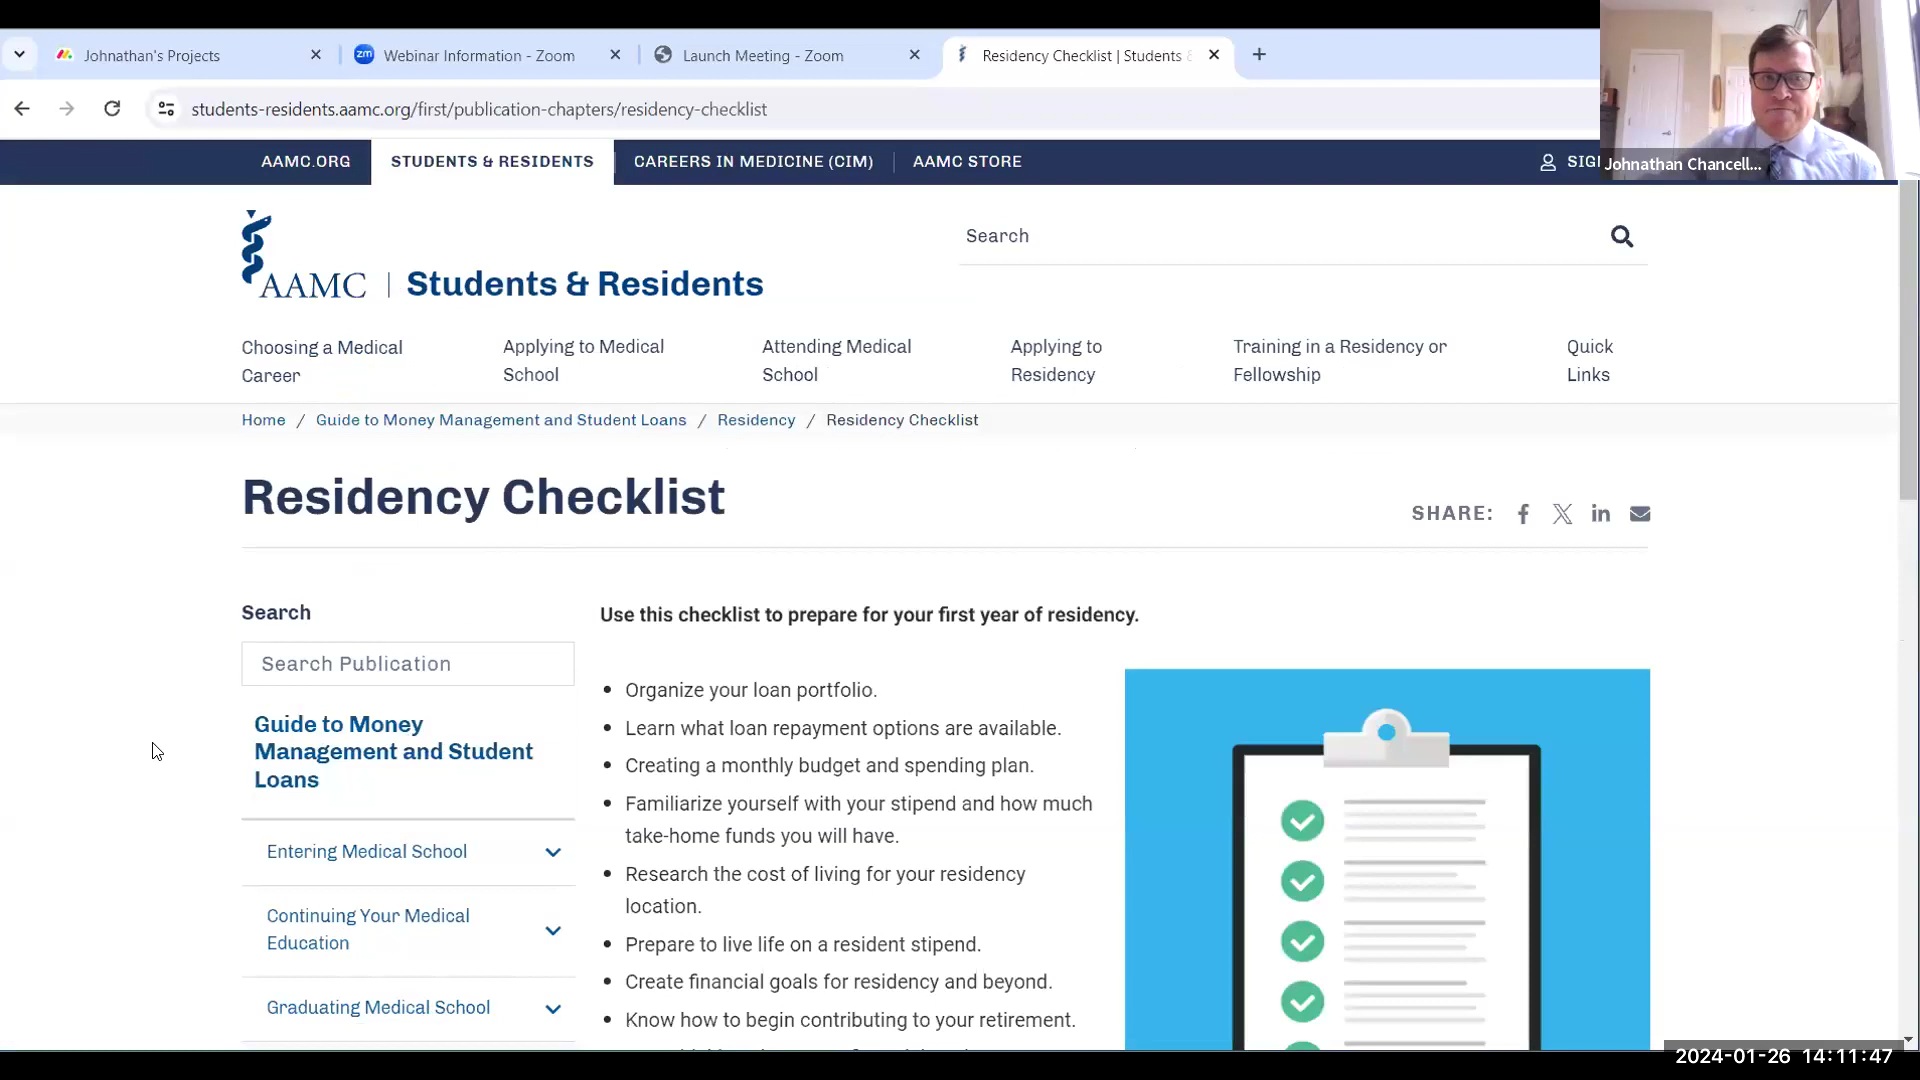 Johnathan's Projects
zm Webinar Information - Zoom
Launch Meeting - Zoom
Residency Checklist | Students &
students-residents.aamc.org/first/publication-chapters/residency-checklist
AAMC.ORG
STUDENTS & RESIDENTS
CAREERS IN MEDICINE (CIM)
AAMC STORE
Johnathan Chancell...
AAMC | Students & Residents
Search
Choosing a Medical
Career
Applying to Medical
School
Attending Medical
School
Applying to
Residency
Training in a Residency or
Fellowship
Quick
Links
Home / Guide to Money Management and Student Loans / Residency / Residency Checklist
Residency Checklist
SHARE:
Search
Search Publication
Guide to Money
Management and Student
Loans
Entering Medical School
Continuing Your Medical
Education
Graduating Medical School
Use this checklist to prepare for your first year of residency.
• Organize your loan portfolio.
• Learn what loan repayment options are available.
• Creating a monthly budget and spending plan.
• Familiarize yourself with your stipend and how much
take-home funds you will have.
• Research the cost of living for your residency
location.
• Prepare to live life on a resident stipend.
• Create financial goals for residency and beyond.
• Know how to begin contributing to your retirement.
2024-01-26 14:11:47